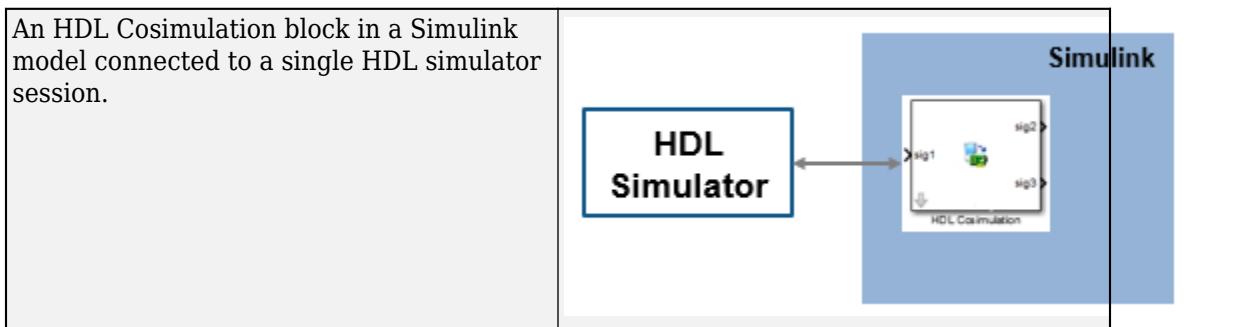 An HDL Cosimulation block in a Simulink
model connected to a single HDL simulator
session.
Simulink
HDL
Simulator
sig1
sig2
sig3
HDL Cosimulation